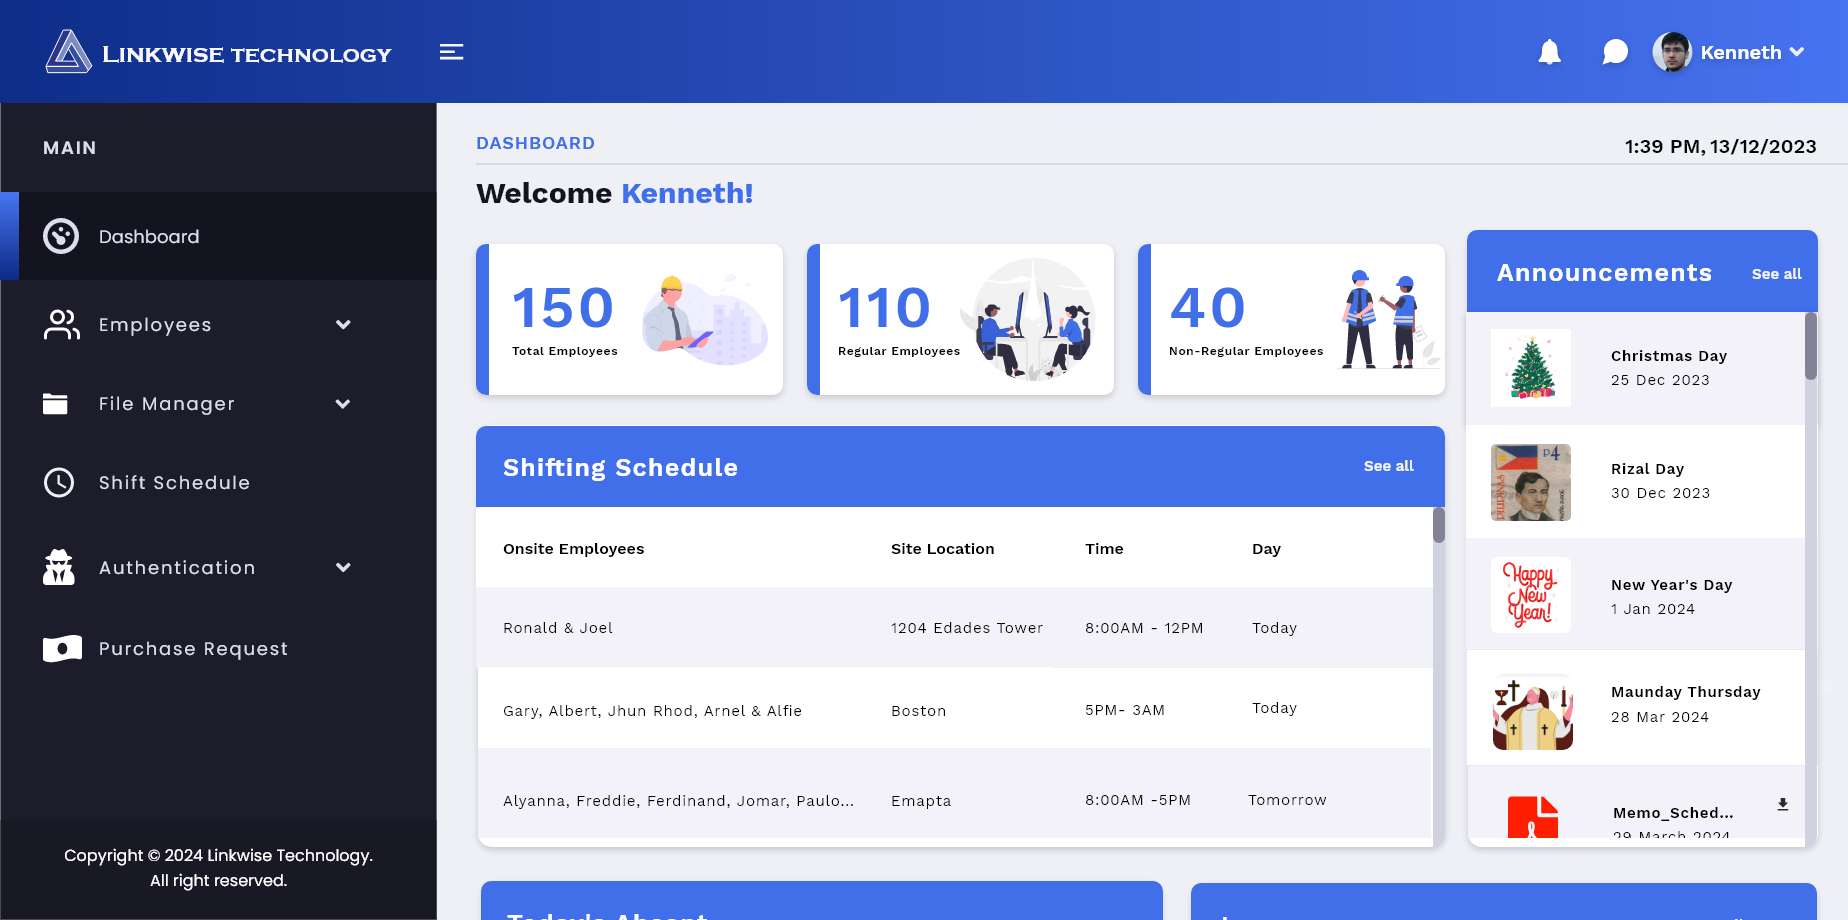 LINKWISE TECHNOLOGY
Kenneth
MAIN
Dashboard
Employees
File Manager
Shift Schedule
Authentication
Purchase Request
Copyright © 2024 Linkwise Technology.
All right reserved.
DASHBOARD
1:39 PM, 13/12/2023
Welcome Kenneth!
150
Total Employees
110
Regular Employees
40
Non-Regular Employees
Shifting Schedule
See all
Onsite Employees Site Location Time Day
Ronald & Joel 1204 Edades Tower 8:00AM - 12PM Today
Gary, Albert, Jhun Rhod, Arnel & Alfie Boston 5PM- 3AM Today
Alyanna, Freddie, Ferdinand, Jomar, Paulo... Emapta 8:00AM -5PM Tomorrow
Announcements
See all
Christmas Day
25 Dec 2023
P4
Rizal Day
30 Dec 2023
Happy
New
Year!
New Year's Day
1 Jan 2024
Maunday Thursday
28 Mar 2024
Memo_Sched...
29 March 2024
Today's Absent